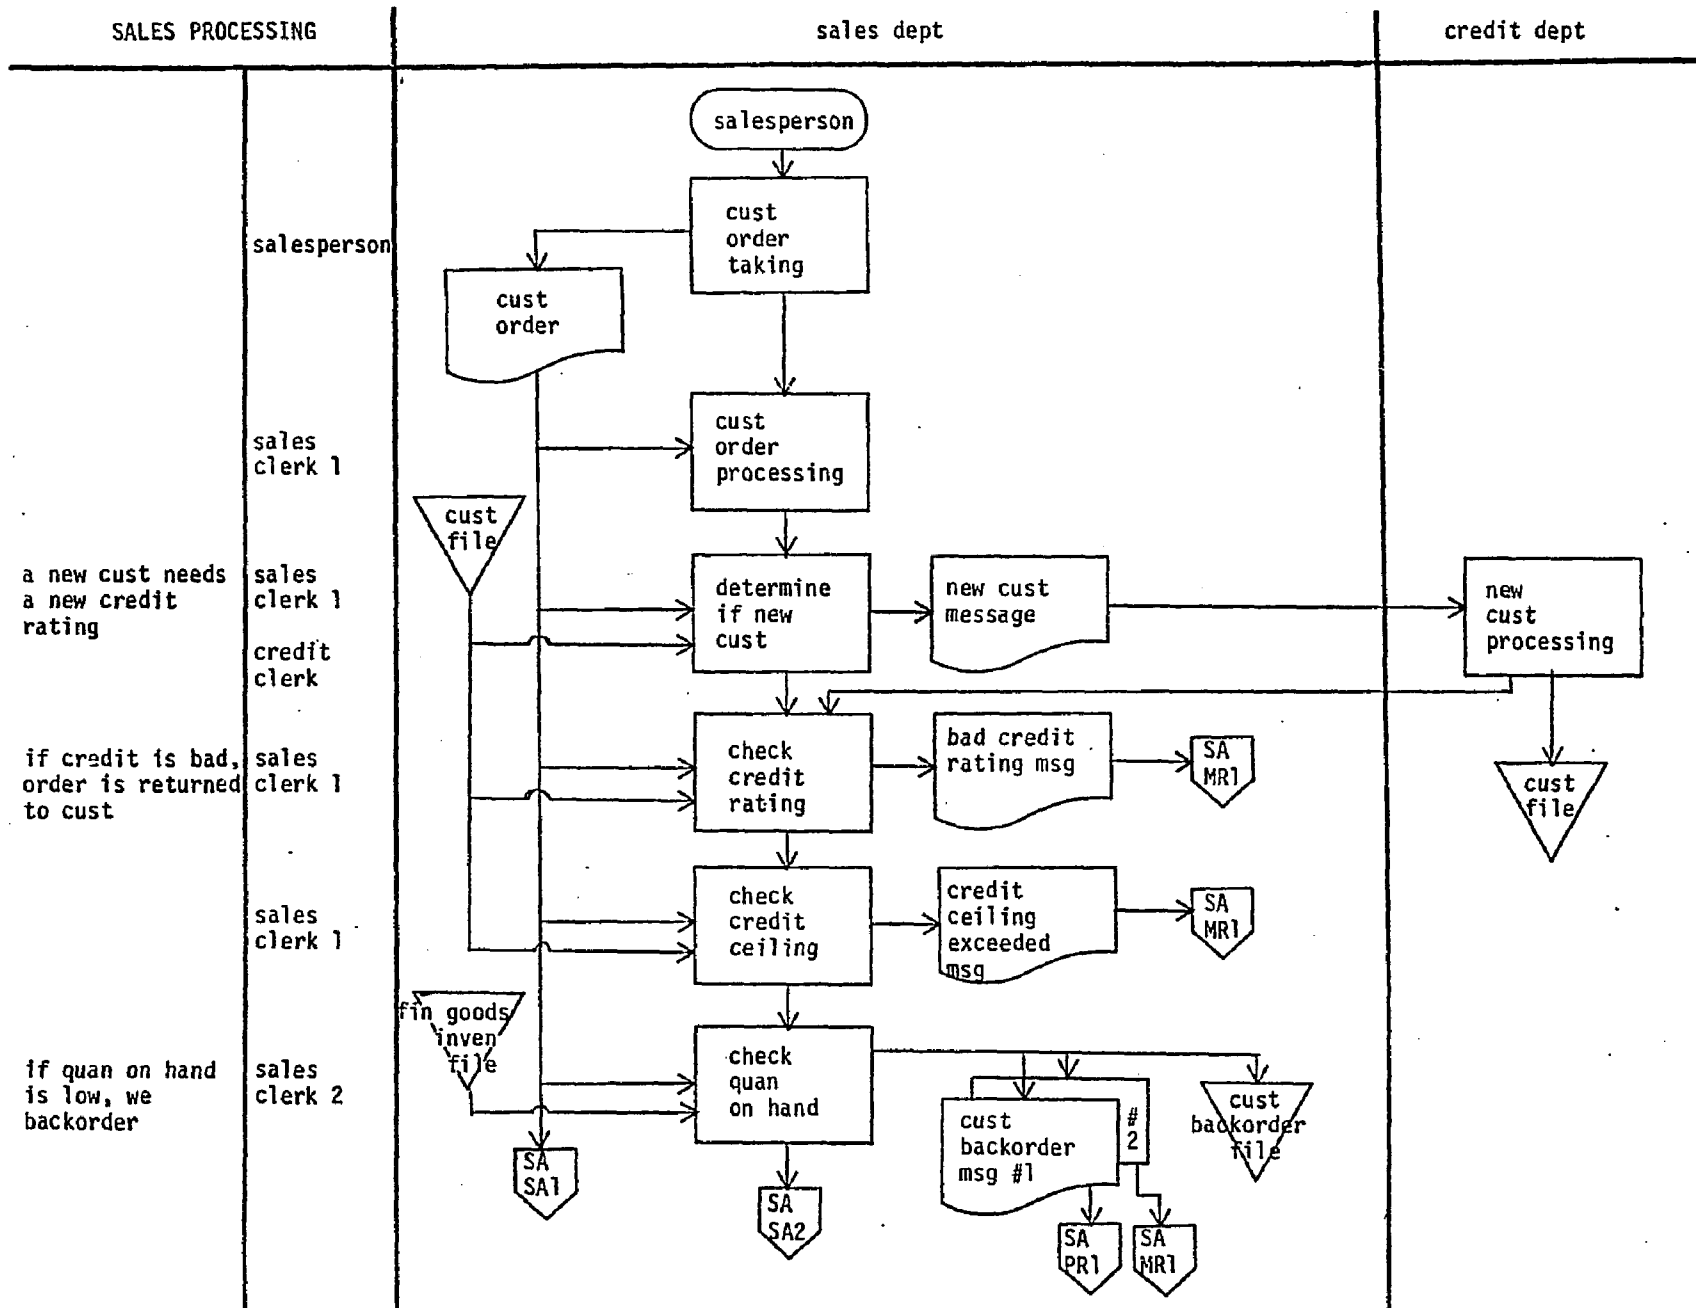 SALES PROCESSING
sales dept
credit dept
salesperson
cust
order
taking
salesperson
cust
order
sales
clerk 1
cust
order
processing
cust
file
a new cust needs
a new credit
rating
sales
clerk 1
credit
clerk
determine
if new
cust
new cust
message
new
cust
processing
if credit is bad,
order is returned
to cust
sales
clerk 1
check
credit
rating
bad credit
rating msg
SA
MR1
cust
file
sales
clerk 1
check
credit
ceiling
credit
ceiling
exceeded
msg
SA
MR1
fin goods
inven
file
if quan on hand
is low, we
backorder
sales
clerk 2
check
quan
on hand
cust
backorder
msg #1
#
2
cust
backorder
file
SA
SA1
SA
SA2
SA
PR1
SA
MR1